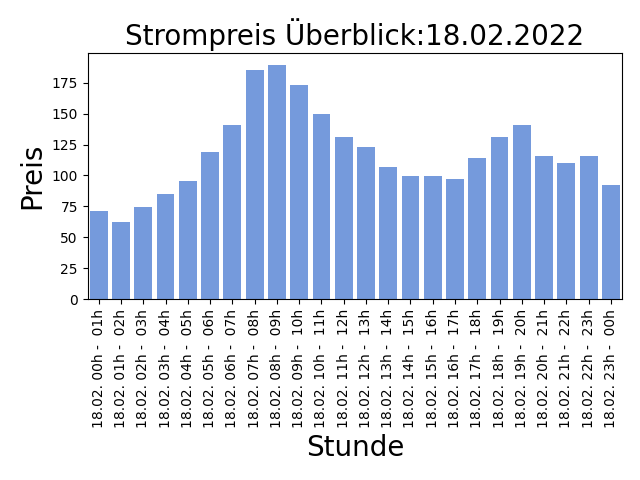 Strompreis Überblick:18.02.2022
Preis
175
150
125
100
75
50
25
0
18.02. 00h - 01h
18.02. 01h - 02h
18.02. 02h - 03h
18.02. 03h - 04h
18.02. 04h - 05h
18.02. 05h - 06h
18.02. 06h - 07h
18.02. 07h - 08h
18.02. 08h - 09h
18.02. 09h - 10h
18.02. 10h - 11h
18.02. 11h - 12h
18.02. 12h - 13h
18.02. 13h - 14h
18.02. 14h - 15h
18.02. 15h - 16h
18.02. 16h - 17h
18.02. 17h - 18h
18.02. 18h - 19h
18.02. 19h - 20h
18.02. 20h - 21h
18.02. 21h - 22h
18.02. 22h - 23h
18.02. 23h - 00h
Stunde